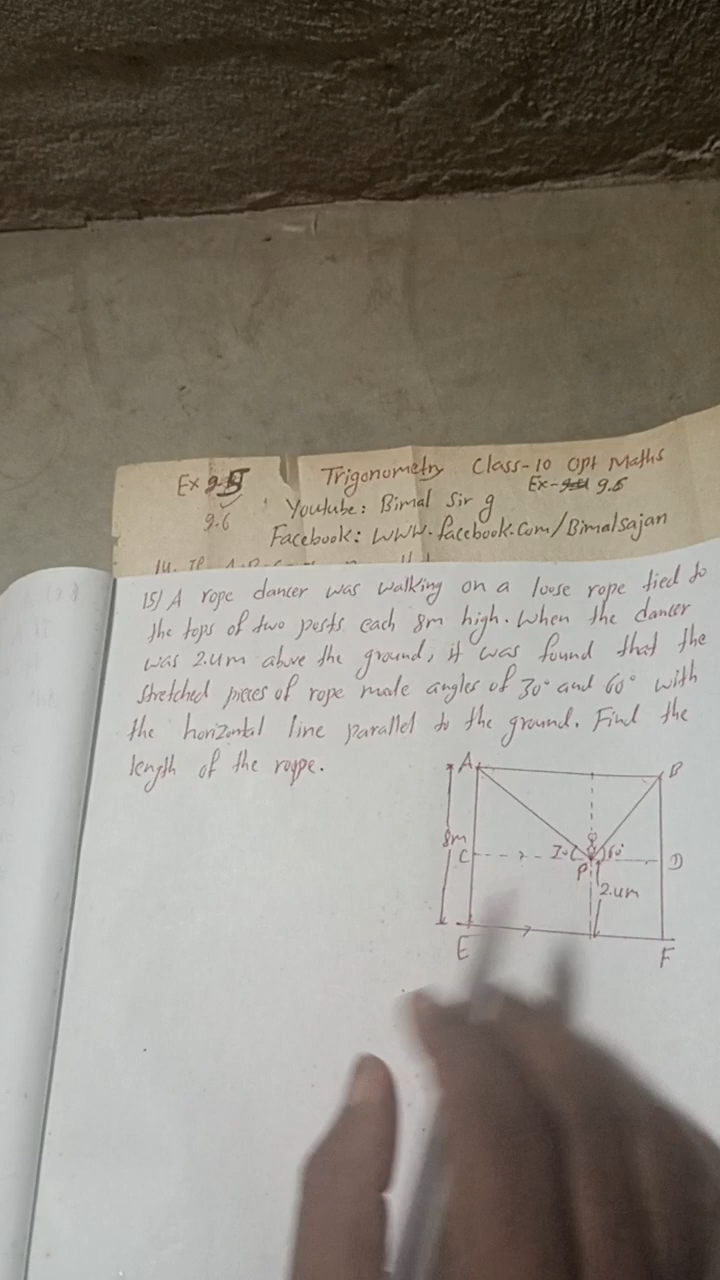 Ex 9.5 Trigonometry Class-10 Opt Maths
9.6 Youtube: Bimal Sir g Ex- 9.6
Facebook: WWW.facebook.Com/Bimalsajan
14.
15) A rope dancer was walking on a loose rope tied to
the tops of two posts each 8m high. When the dancer
was 2.4m above the ground, it was found that the
stretched pieces of rope made angles of 30° and 60° with
the horizontal line parallel to the ground. Find the
length of the roype.
A B
8m
C 30 60° D
P
2.4m
E F